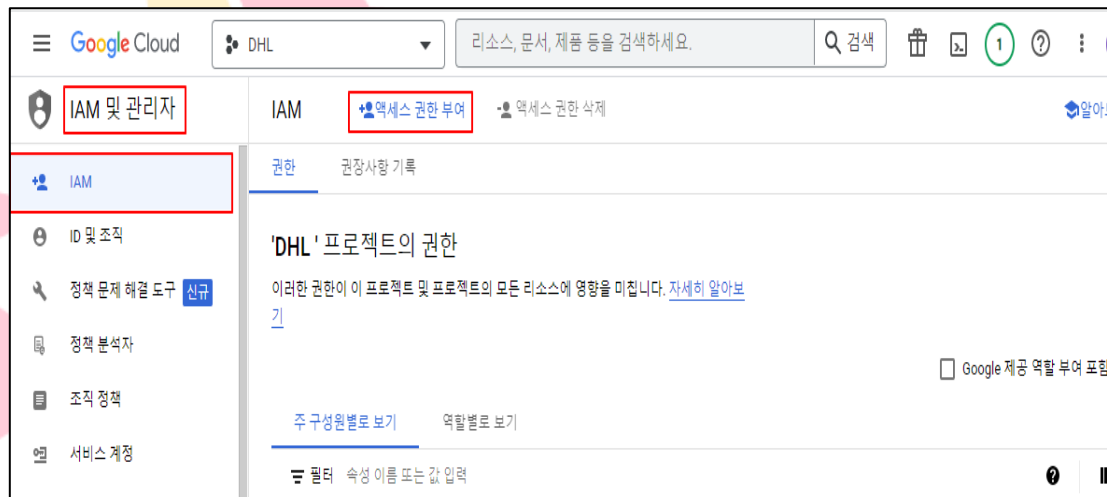 Google Cloud
DHL
리소스, 문서, 제품 등을 검색하세요.
검색
1
IAM 및 관리자
IAM
액세스 권한 부여
액세스 권한 삭제
알아보
IAM
권한
권장사항 기록
ID 및 조직
정책 문제 해결 도구 신규
정책 분석자
조직 정책
서비스 계정
'DHL ' 프로젝트의 권한
이러한 권한이 이 프로젝트 및 프로젝트의 모든 리소스에 영향을 미칩니다. 자세히 알아보
기
Google 제공 역할 부여 포함
주 구성원별로 보기
역할별로 보기
필터 속성 이름 또는 값 입력